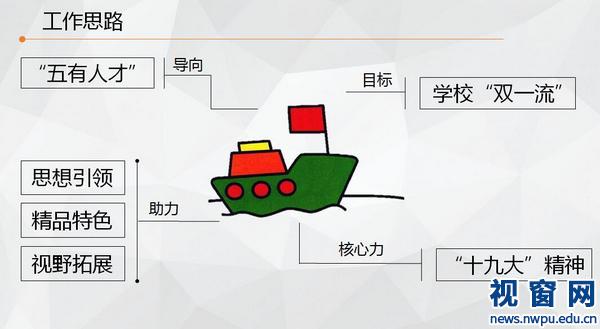 工作思路
“五有人才”
导向
目标
学校“双一流”
思想引领
精品特色
视野拓展
助力
核心力
“十九大”精神
视窗网
news.nwpu.edu.cn